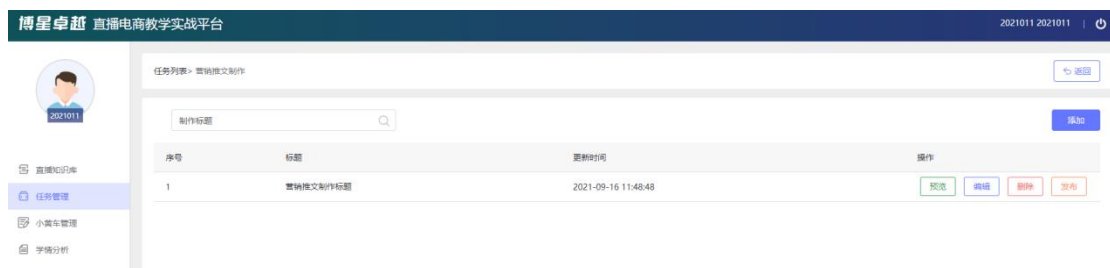 博星卓越 直播电商教学实战平台
2021011 2021011 |
2021011
任务列表> 营销推文制作
返回
制作标题
添加
序号 标题 更新时间 操作
1 营销推文制作标题 2021-09-16 11:48:48 预览 编辑 删除 发布
直播知识库
任务管理
小黄车管理
学情分析